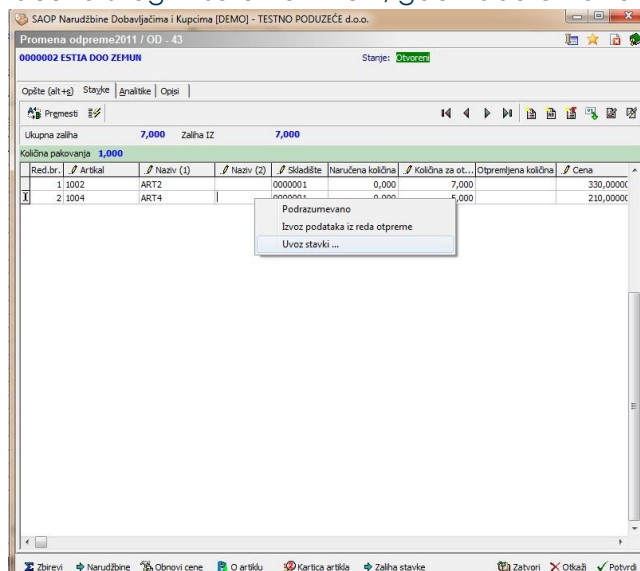 SAOP Narudžbine Dobavljačima i Kupcima [DEMO] - TESTNO PODUZEĆE d.o.o.
Promena odpreme2011 / OD - 43
0000002 ESTIA DOO ZEMUN Stanje: Otvoreni
Opšte (alt+g) Stavke Analitike Opisi
Premesti
Ukupna zaliha 7,000 Zaliha IZ 7,000
Količina pakovanja 1,000
Red.br. Artikal Naziv (1) Naziv (2) Skladište Naručena količina Količina za ot... Otpremljena količina Cena
1 1002 ART2 0000001 0,000 7,000 330,00000
2 1004 ART4 0000001 0,000 5,000 210,00000
Podrazumevano
Izvoz podataka iz reda otpreme
Uvoz stavki ...
Zbirevi Narudžbine Obnovi cene O artiklu Kartica artikla Zaliha stavke Zatvori Otkaži Potvrdi